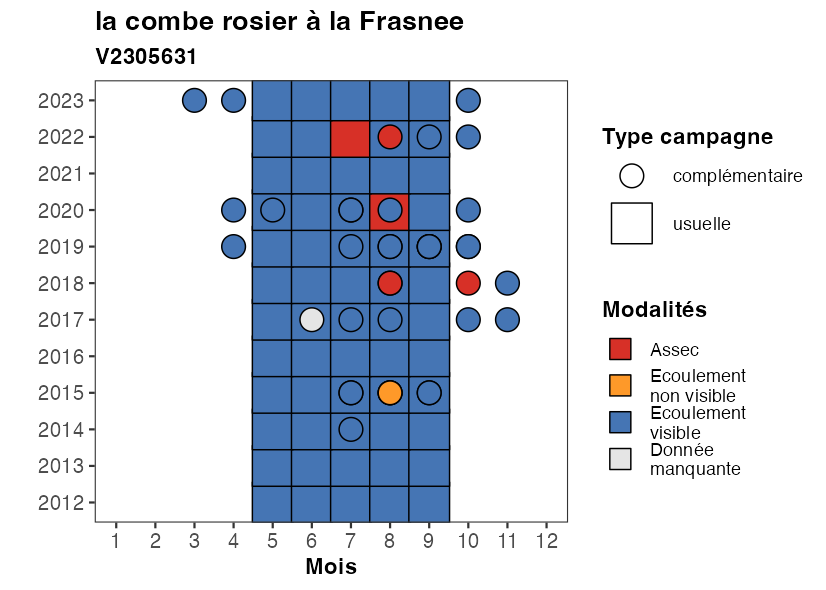 la combe rosier à la Frasnee
V2305631
2023
2022
2021
2020
2019
2018
2017
2016
2015
2014
2013
2012
1 2 3 4 5 6 7 8 9 10 11 12
Mois
Type campagne
complémentaire
usuelle
Modalités
Assec
Ecoulement
non visible
Ecoulement
visible
Donnée
manquante